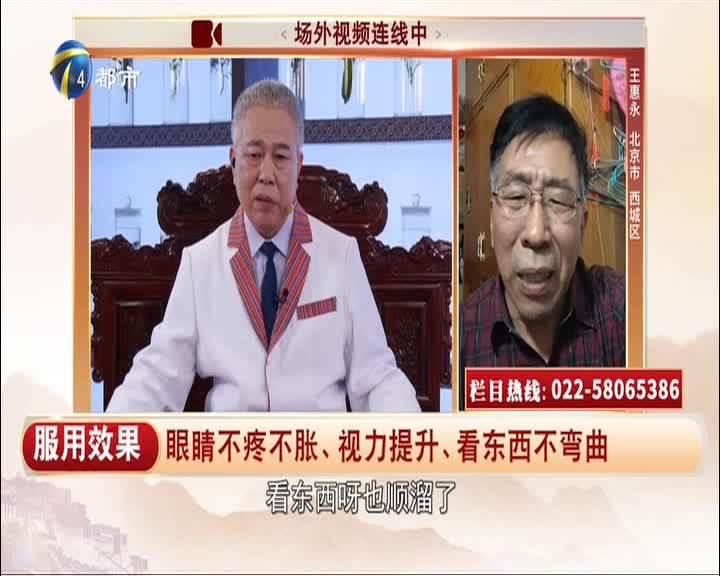 <场外视频连线中>
4 都市
王惠永 北京市 西城区
栏目热线: 022-58065386
服用效果
眼睛不疼不胀、视力提升、看东西不弯曲
看东西呀也顺溜了